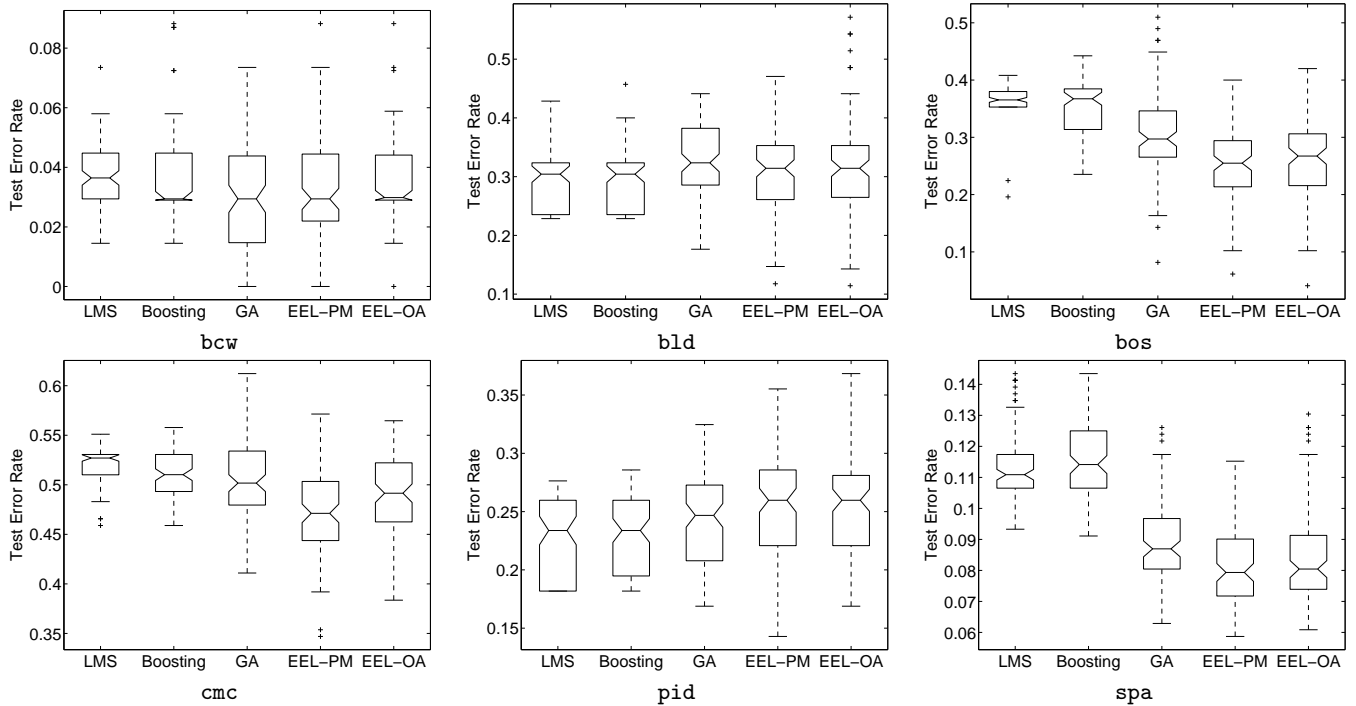 Test Error Rate
0.08
0.06
0.04
0.02
0
LMS Boosting GA EEL–PM EEL–OA
bcw
Test Error Rate
0.5
0.4
0.3
0.2
0.1
LMS Boosting GA EEL–PM EEL–OA
bld
Test Error Rate
0.5
0.4
0.3
0.2
0.1
LMS Boosting GA EEL–PM EEL–OA
bos
Test Error Rate
0.6
0.55
0.5
0.45
0.4
0.35
LMS Boosting GA EEL–PM EEL–OA
cmc
Test Error Rate
0.35
0.3
0.25
0.2
0.15
LMS Boosting GA EEL–PM EEL–OA
pid
Test Error Rate
0.14
0.13
0.12
0.11
0.1
0.09
0.08
0.07
0.06
LMS Boosting GA EEL–PM EEL–OA
spa